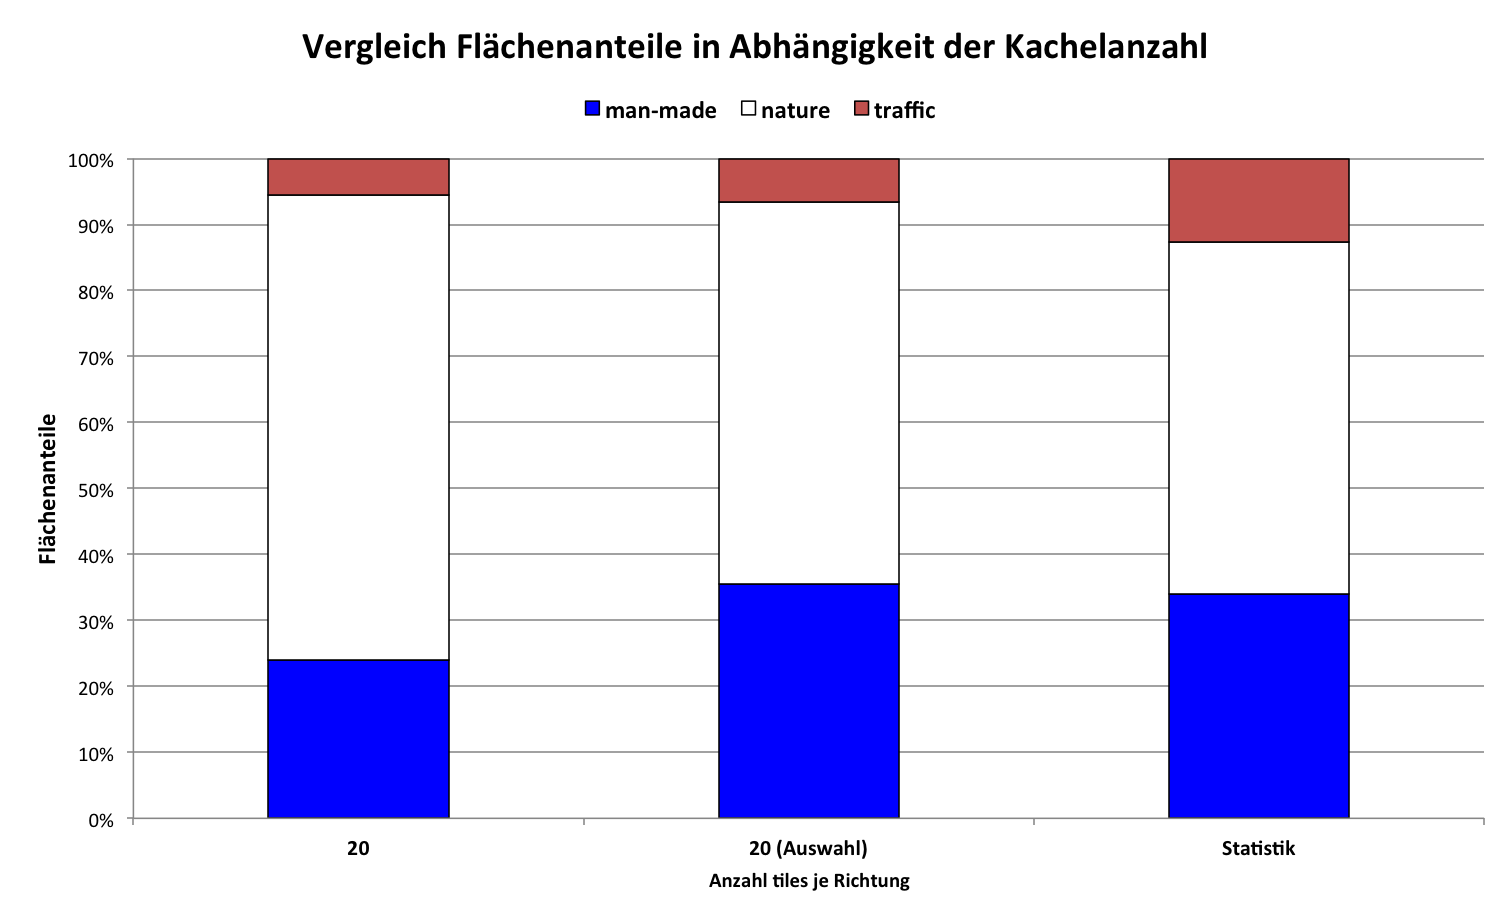 Vergleich Flächenanteile in Abhängigkeit der Kachelanzahl
man-made nature traffic
100%
90%
80%
70%
60%
50%
40%
30%
20%
10%
0%
Flächenanteile
20 20 (Auswahl) Statistik
Anzahl tiles je Richtung